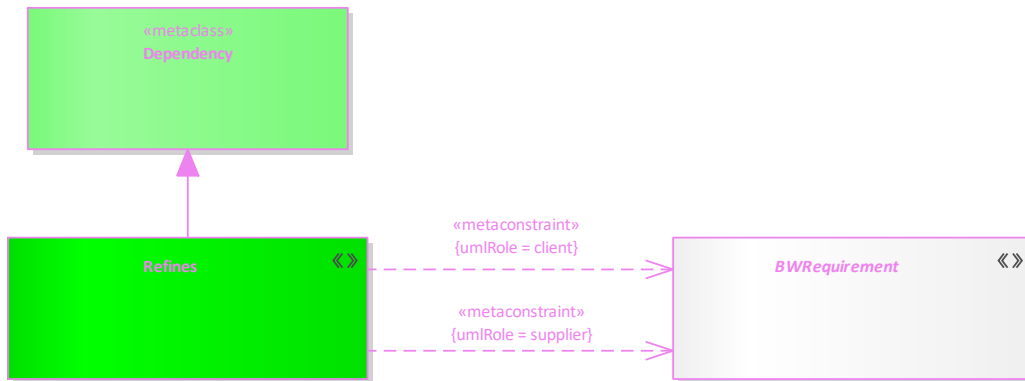 «metaclass»
Dependency
«metaconstraint»
{umlRole = client}
Refines
BWRequirement
«metaconstraint»
{umlRole = supplier}